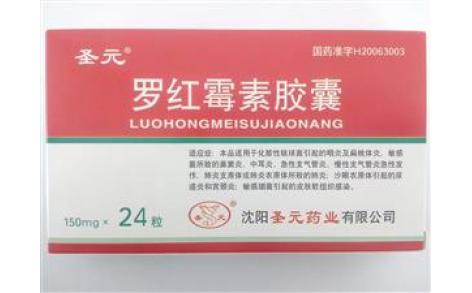 圣元®
国药准字H20063003
罗红霉素胶囊
LUOHONGMEISUJIAONANG
适应症：本品适用于化脓性链球菌引起的咽炎及扁桃体炎，敏感
菌所致的鼻窦炎、中耳炎、急性支气管炎、慢性支气管炎急性发
作，肺炎支原体或肺炎衣原体所致的肺炎；沙眼衣原体引起的尿
道炎和宫颈炎；敏感细菌引起的皮肤软组织感染。
150mg × 24粒
沈阳圣元药业有限公司